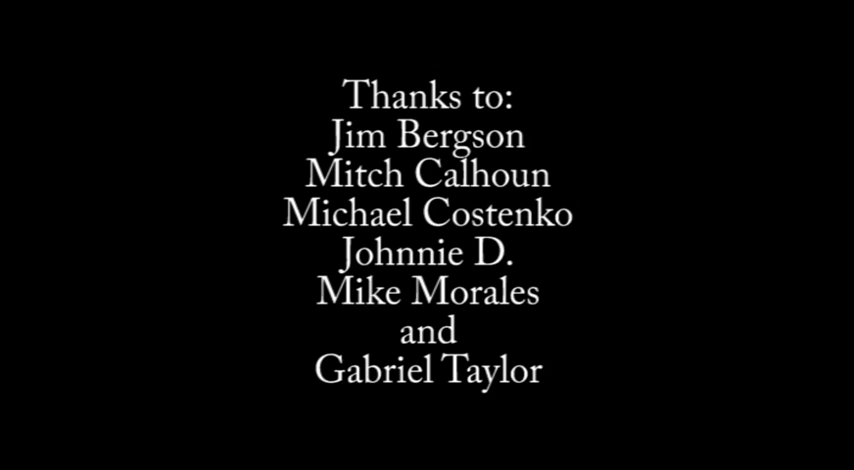 Thanks to:
Jim Bergson
Mitch Calhoun
Michael Costenko
Johnnie D.
Mike Morales
and
Gabriel Taylor